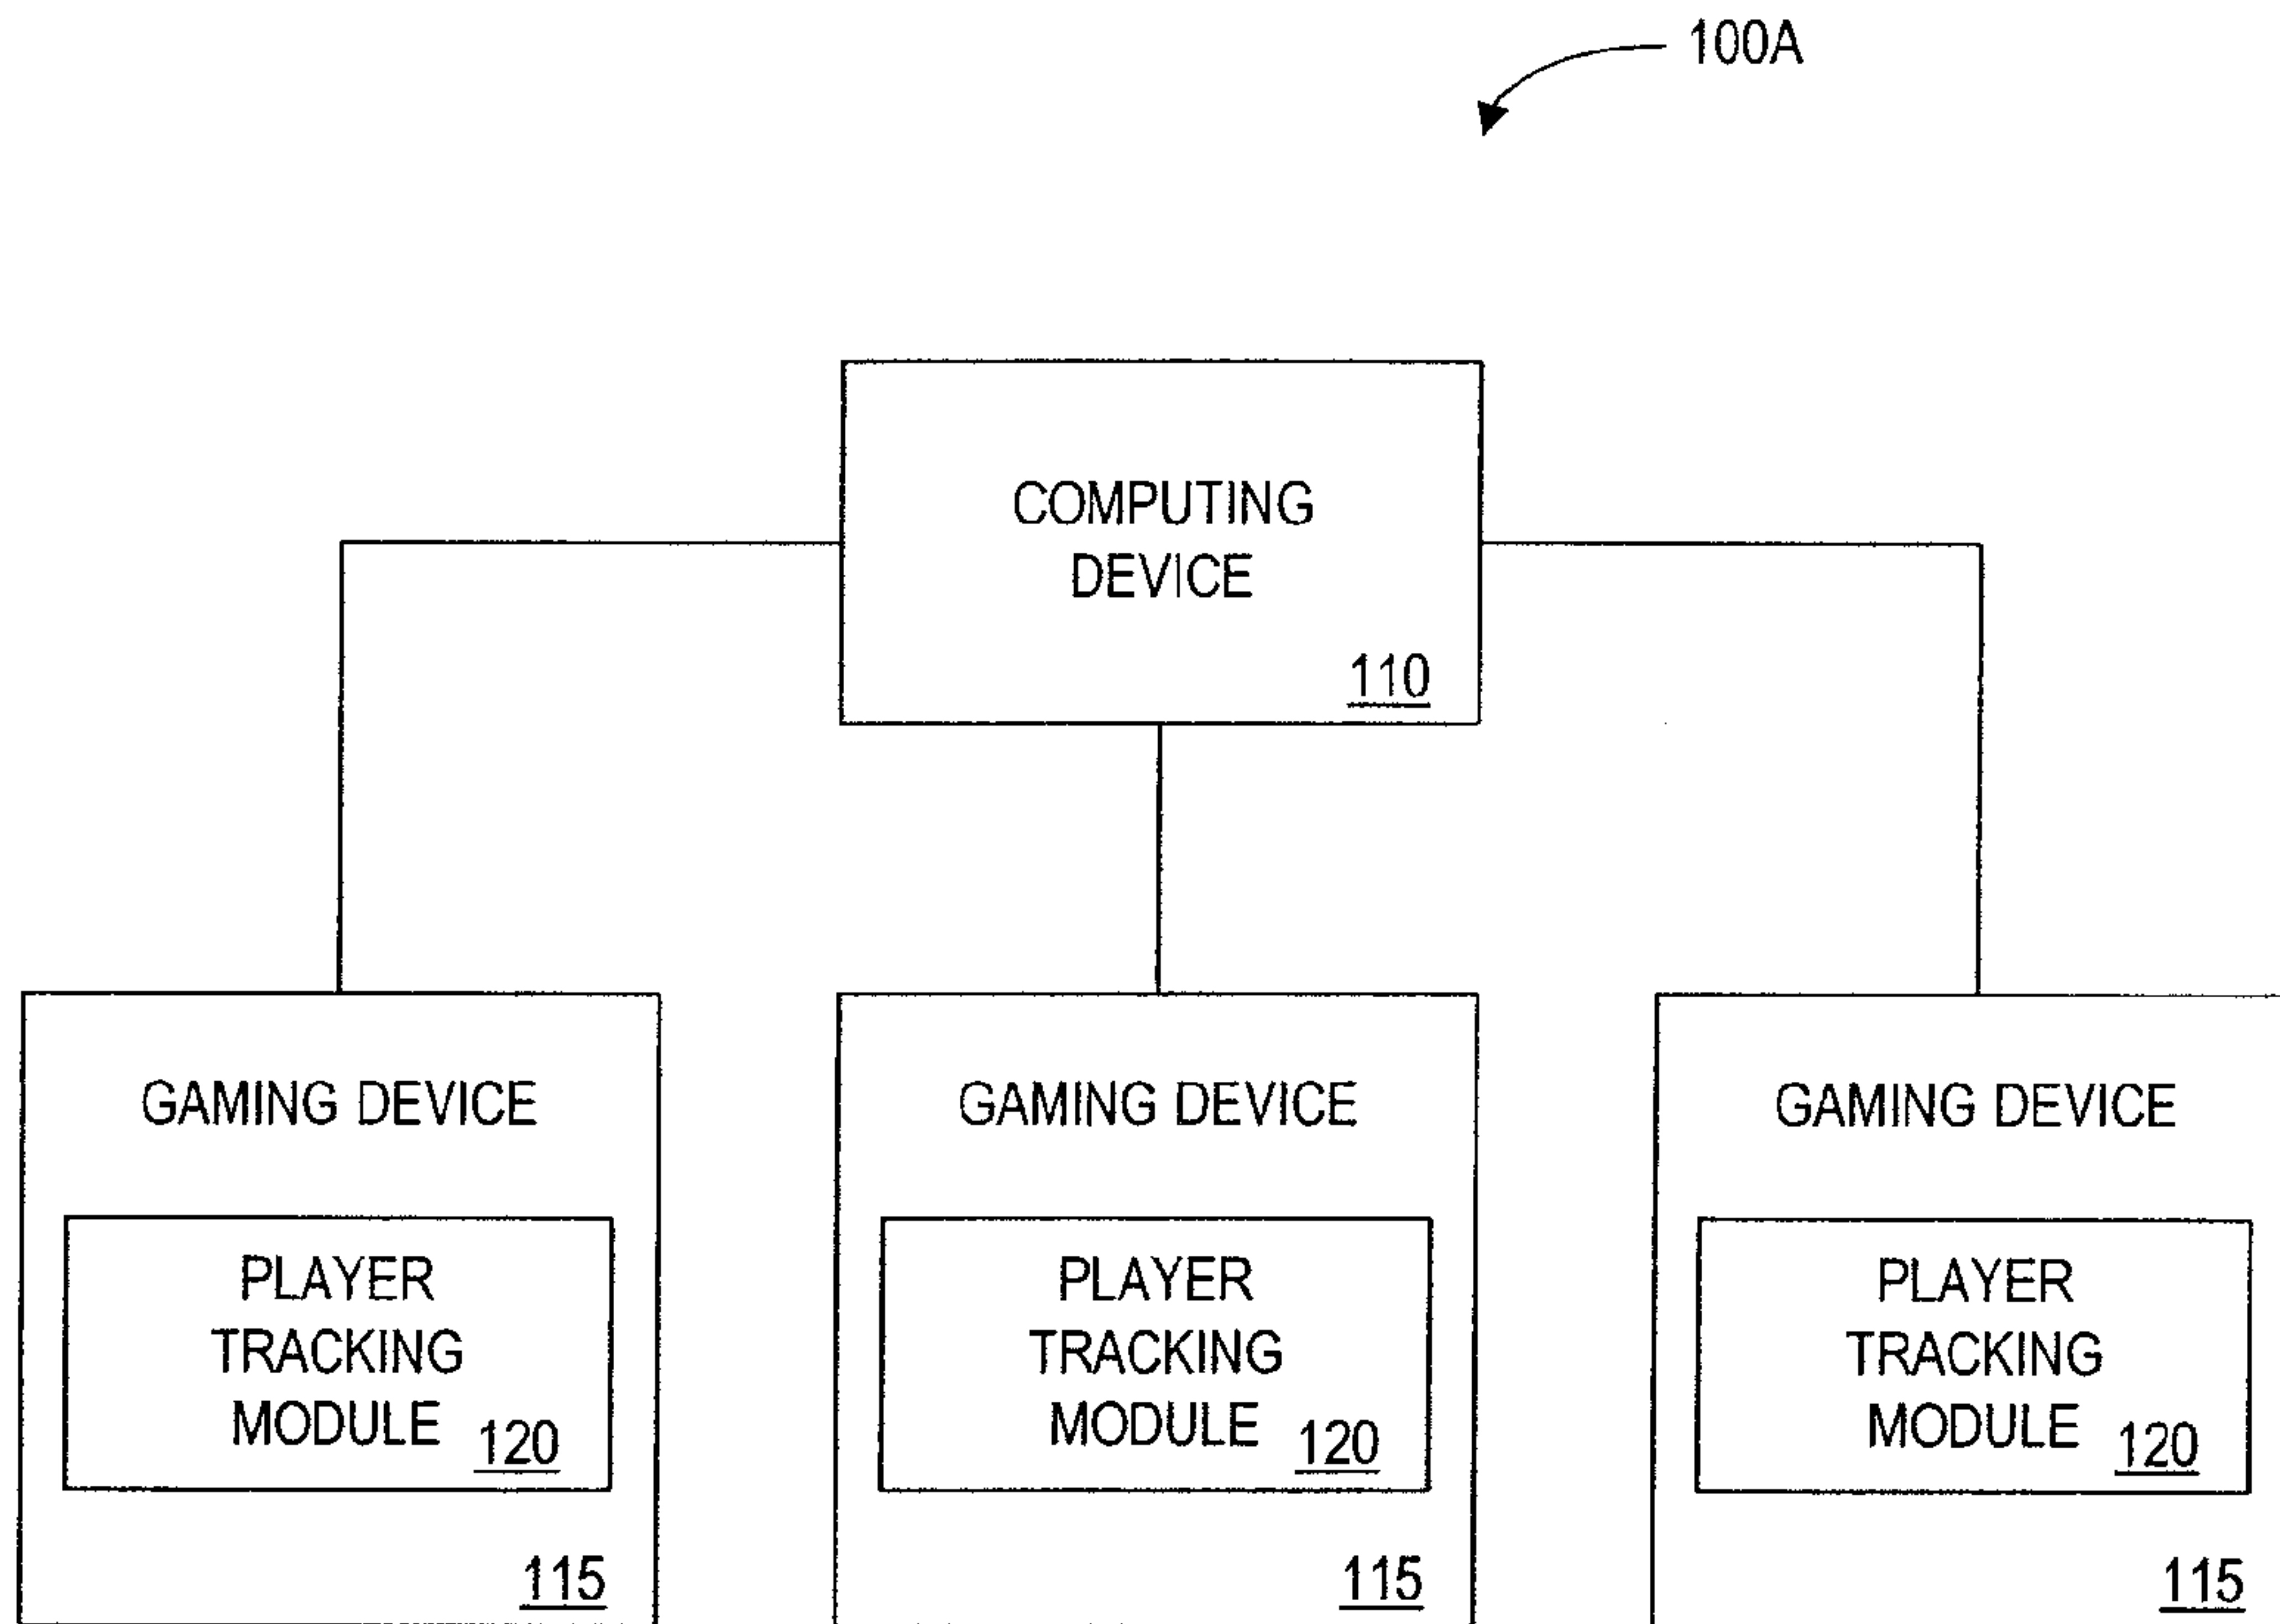 100A
COMPUTING
DEVICE
110
GAMING DEVICE
PLAYER
TRACKING
MODULE 120
115
GAMING DEVICE
PLAYER
TRACKING
MODULE 120
115
GAMING DEVICE
PLAYER
TRACKING
MODULE 120
115